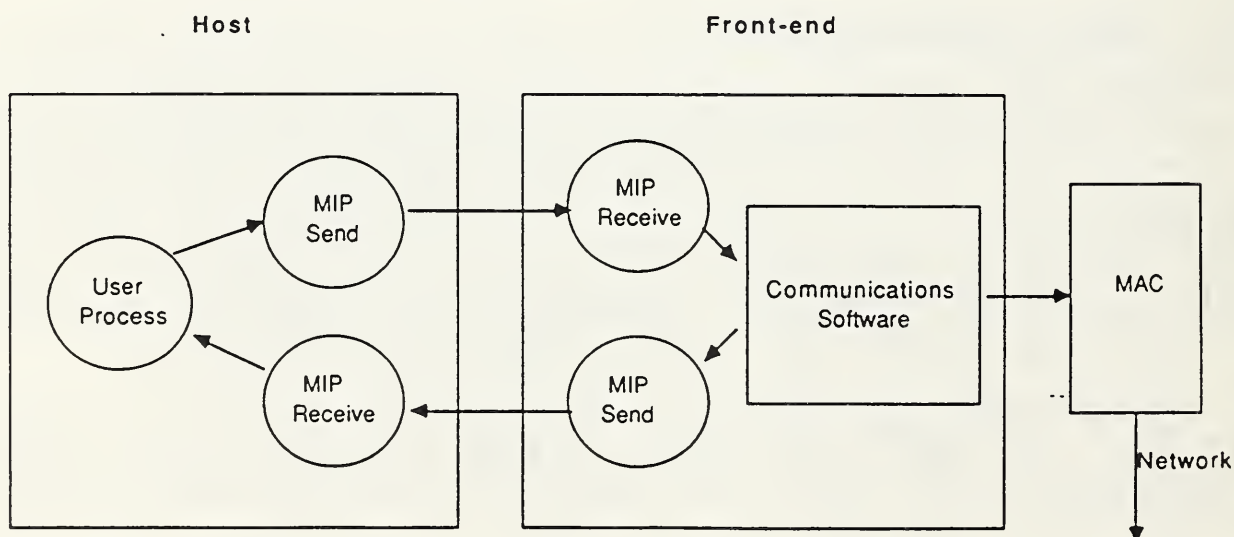 Host
Front-end
MIP
Send
MIP
Receive
User
Process
Communications
Software
MAC
MIP
Receive
MIP
Send
Network